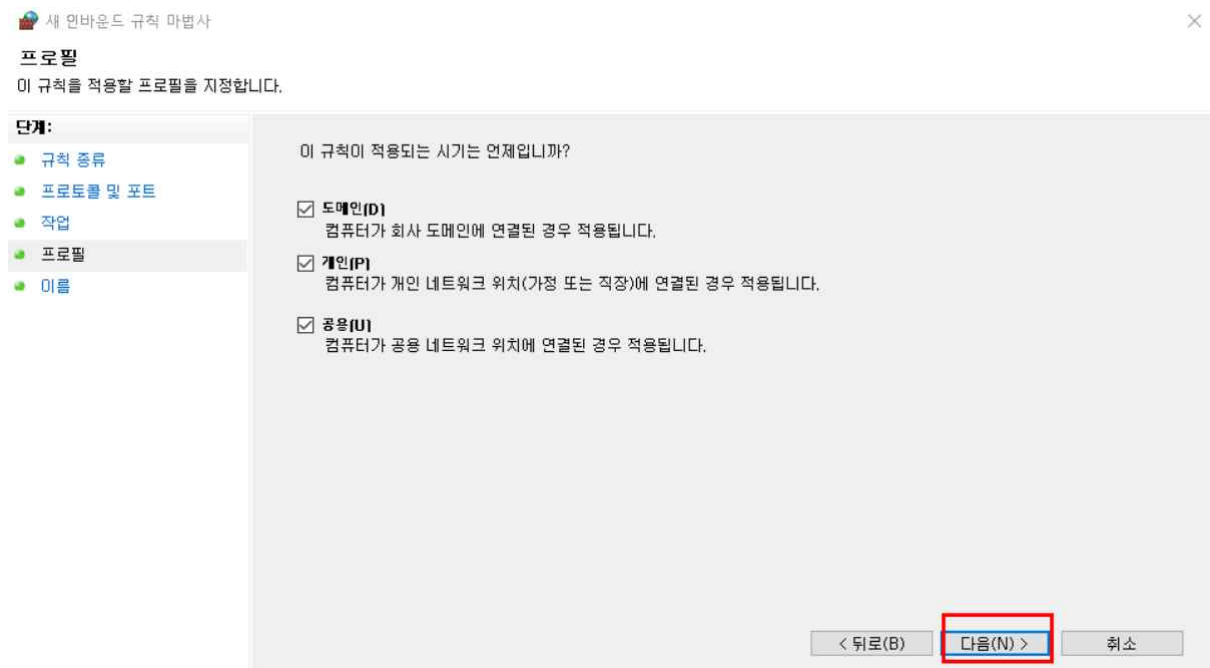 새 인바운드 규칙 마법사
프로필
이 규칙을 적용할 프로필을 지정합니다.
단계:
규칙 종류
프로토콜 및 포트
작업
프로필
이름
이 규칙이 적용되는 시기는 언제입니까?
도메인(D)
컴퓨터가 회사 도메인에 연결된 경우 적용됩니다.
개인(P)
컴퓨터가 개인 네트워크 위치(가정 또는 직장)에 연결된 경우 적용됩니다.
공용(U)
컴퓨터가 공용 네트워크 위치에 연결된 경우 적용됩니다.
< 뒤로(B) 다음(N) > 취소